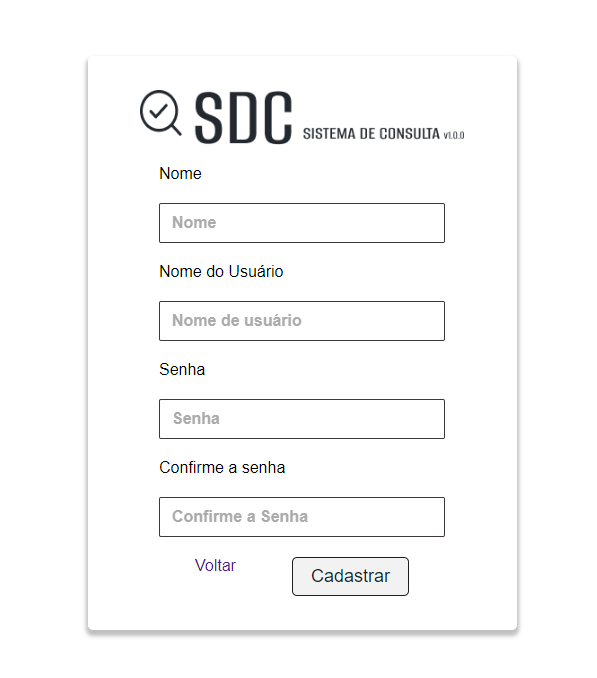 SDC SISTEMA DE CONSULTA V1.0.0
Nome
Nome
Nome do Usuário
Nome de usuário
Senha
Senha
Confirme a senha
Confirme a Senha
Voltar Cadastrar